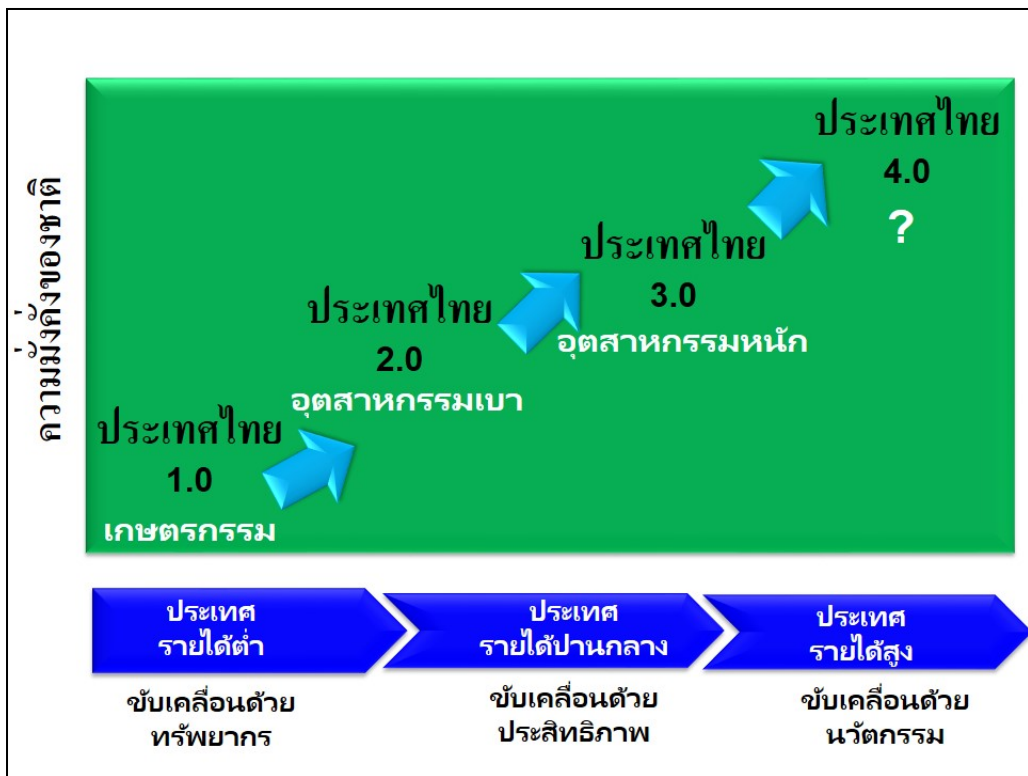 ความมั่งคั่งของชาติ
ประเทศไทย
4.0
?
ประเทศไทย
3.0
อุตสาหกรรมหนัก
ประเทศไทย
2.0
อุตสาหกรรมเบา
ประเทศไทย
1.0
เกษตรกรรม
ประเทศ
รายได้ต่ำ
ประเทศ
รายได้ปานกลาง
ประเทศ
รายได้สูง
ขับเคลื่อนด้วย
ทรัพยากร
ขับเคลื่อนด้วย
ประสิทธิภาพ
ขับเคลื่อนด้วย
นวัตกรรม